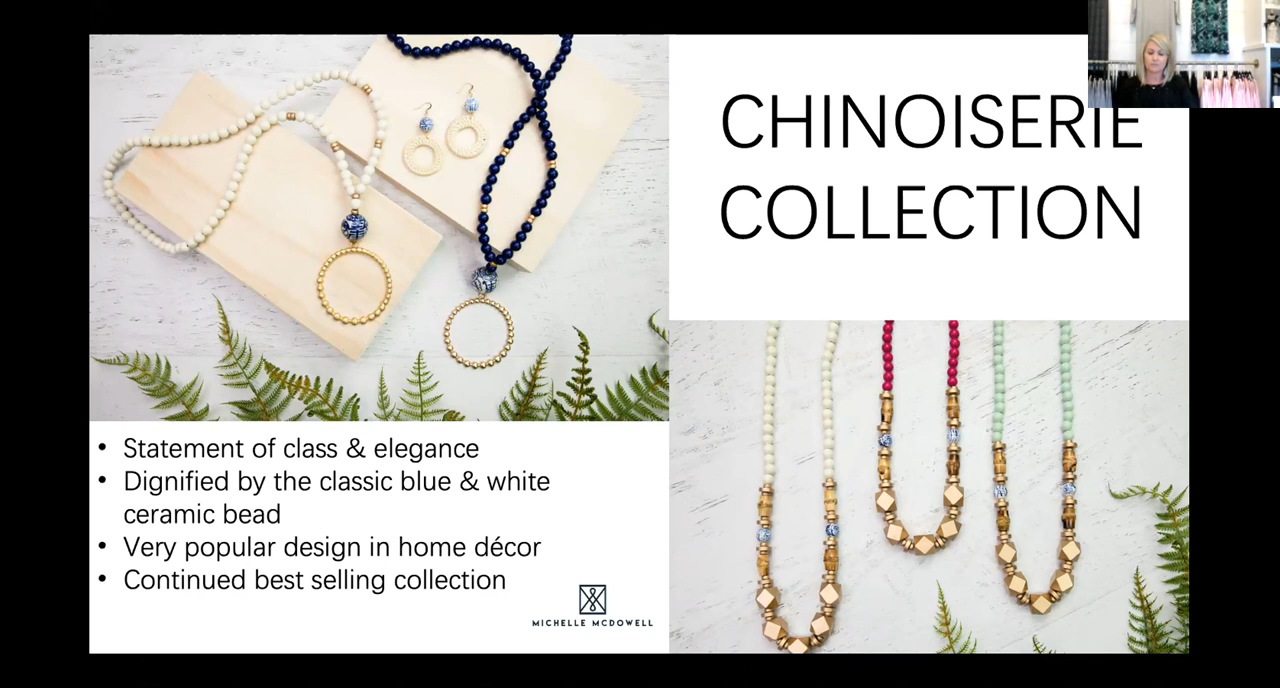 CHINOISERIE
COLLECTION
• Statement of class & elegance
• Dignified by the classic blue & white
ceramic bead
• Very popular design in home décor
• Continued best selling collection
MICHELLE MCDOWELL